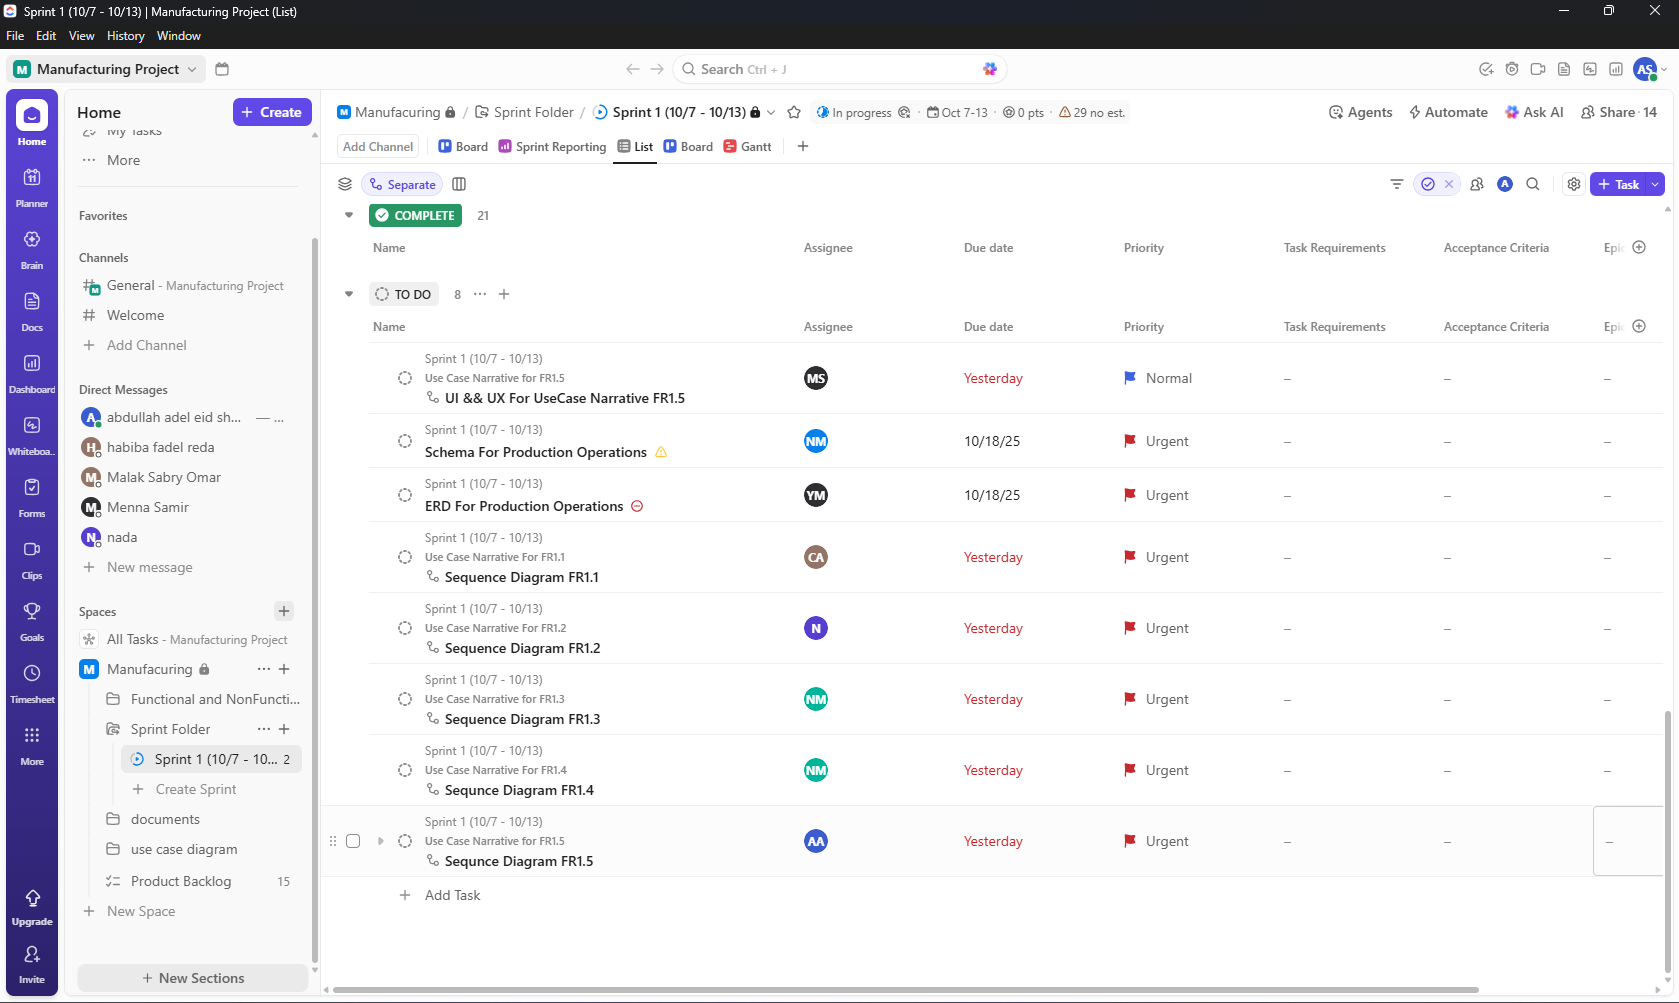 Sprint 1 (10/7 - 10/13) | Manufacturing Project (List)
File Edit View History Window
M Manufacturing Project
Search Ctrl + J
AS
Home
Planner
Brain
Docs
Dashboard
Whiteboa..
Forms
Clips
Goals
Timesheet
More
Upgrade
Invite
Home
+ Create
My Tasks
More
Favorites
Channels
General - Manufacturing Project
Welcome
Add Channel
Direct Messages
A abdullah adel eid sh... — ...
H habiba fadel reda
M Malak Sabry Omar
M Menna Samir
N nada
New message
Spaces
All Tasks - Manufacturing Project
M Manufacuring
Functional and NonFuncti...
Sprint Folder
Sprint 1 (10/7 - 10... 2
Create Sprint
documents
use case diagram
Product Backlog 15
New Space
+ New Sections
M Manufacuring / Sprint Folder / Sprint 1 (10/7 - 10/13) In progress · Oct 7-13 · 0 pts · 29 no est.
Agents Automate Ask AI Share · 14
Add Channel Board Sprint Reporting List Board Gantt +
Separate
A
+ Task
COMPLETE 21
Name Assignee Due date Priority Task Requirements Acceptance Criteria Epi
TO DO 8 ... +
Name Assignee Due date Priority Task Requirements Acceptance Criteria Epi
Sprint 1 (10/7 - 10/13)
Use Case Narrative for FR1.5
UI && UX For UseCase Narrative FR1.5
MS Yesterday Normal – – –
Sprint 1 (10/7 - 10/13)
Schema For Production Operations
NM 10/18/25 Urgent – – –
Sprint 1 (10/7 - 10/13)
ERD For Production Operations
YM 10/18/25 Urgent – – –
Sprint 1 (10/7 - 10/13)
Use Case Narrative For FR1.1
Sequence Diagram FR1.1
CA Yesterday Urgent – – –
Sprint 1 (10/7 - 10/13)
Use Case Narrative For FR1.2
Sequence Diagram FR1.2
N Yesterday Urgent – – –
Sprint 1 (10/7 - 10/13)
Use Case Narrative for FR1.3
Sequence Diagram FR1.3
NM Yesterday Urgent – – –
Sprint 1 (10/7 - 10/13)
Use Case Narrative For FR1.4
Sequnce Diagram FR1.4
NM Yesterday Urgent – – –
Sprint 1 (10/7 - 10/13)
Use Case Narrative for FR1.5
Sequnce Diagram FR1.5
AA Yesterday Urgent – – –
+ Add Task